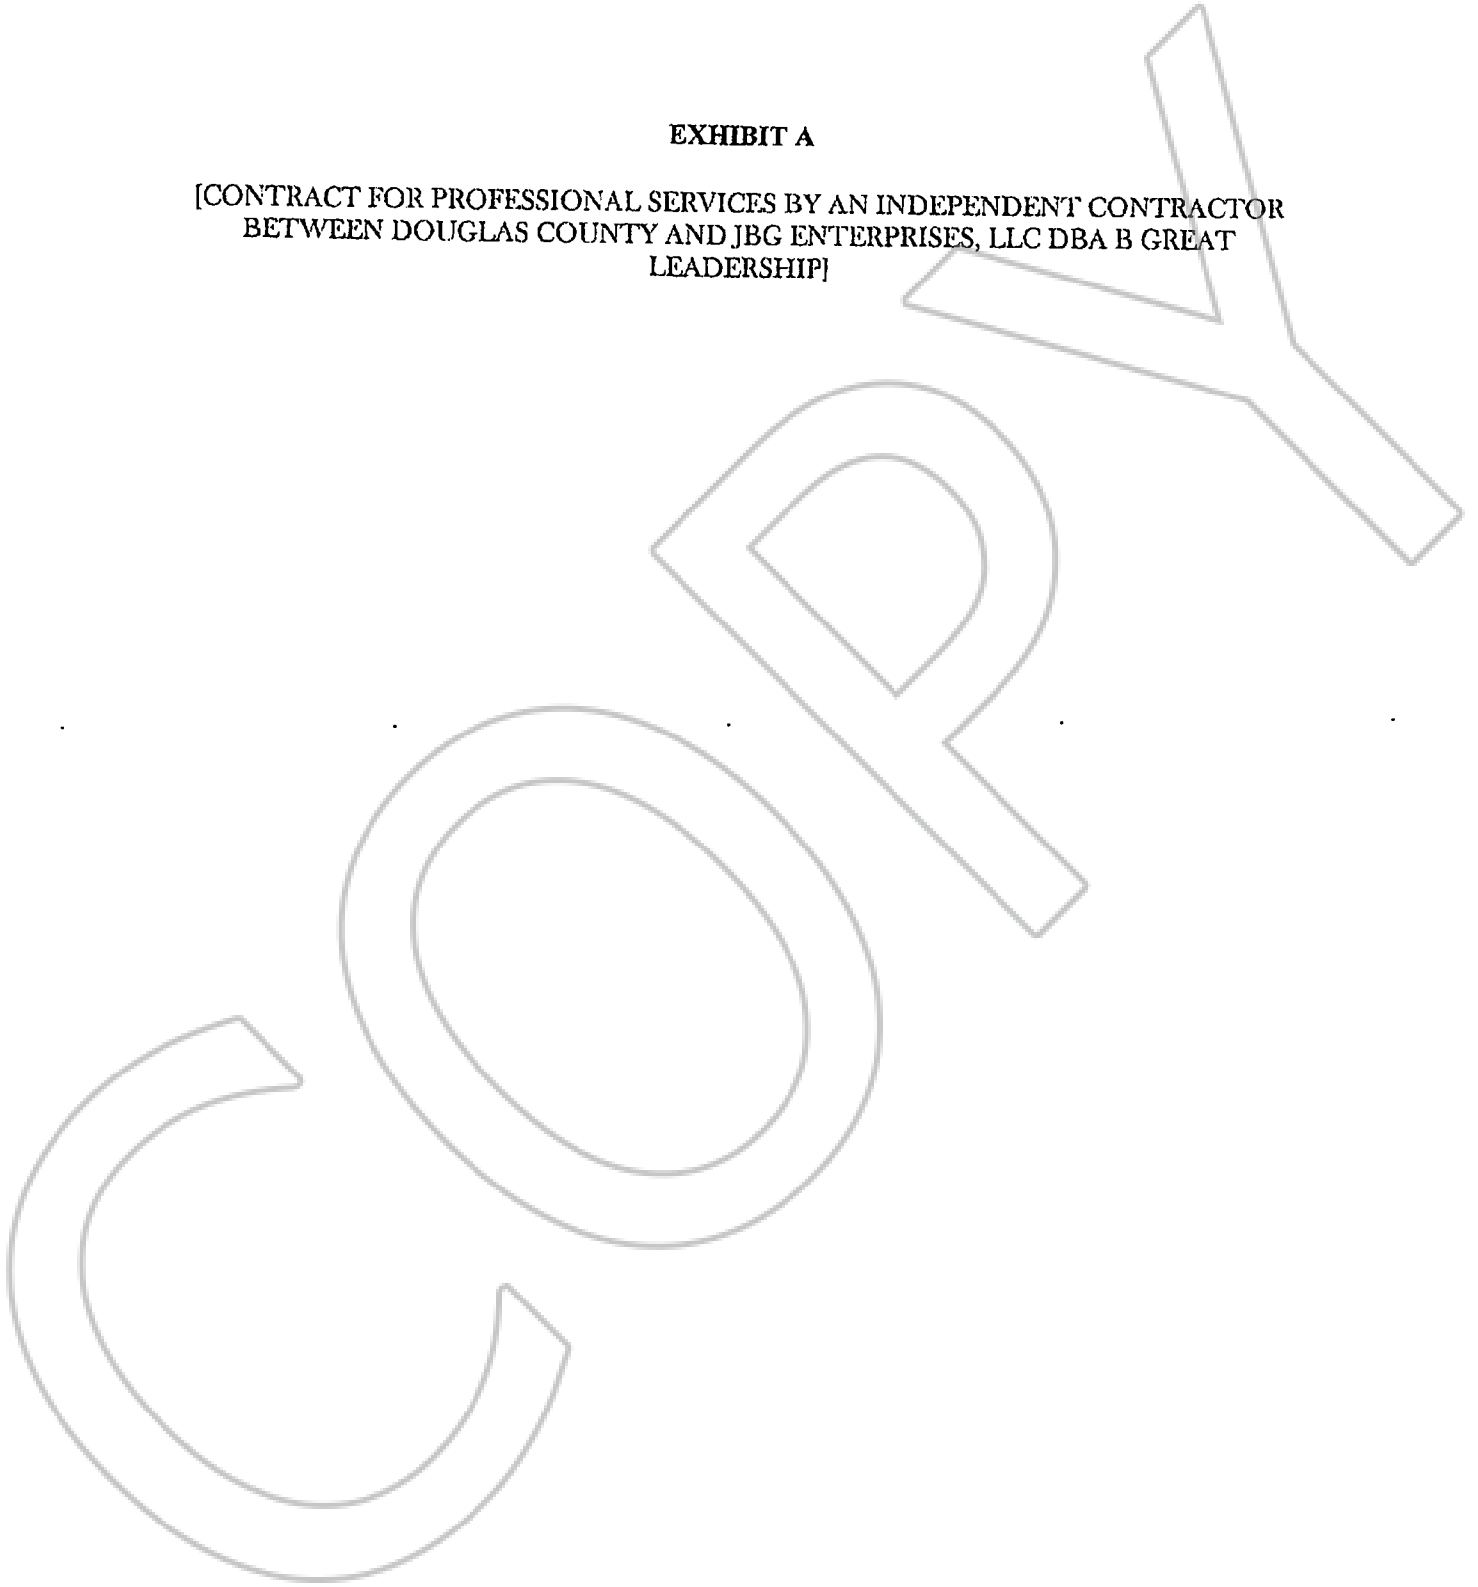 EXHIBIT A
[CONTRACT FOR PROFESSIONAL SERVICES BY AN INDEPENDENT CONTRACTOR
BETWEEN DOUGLAS COUNTY AND JBG ENTERPRISES, LLC DBA B GREAT
LEADERSHIP]
COPY